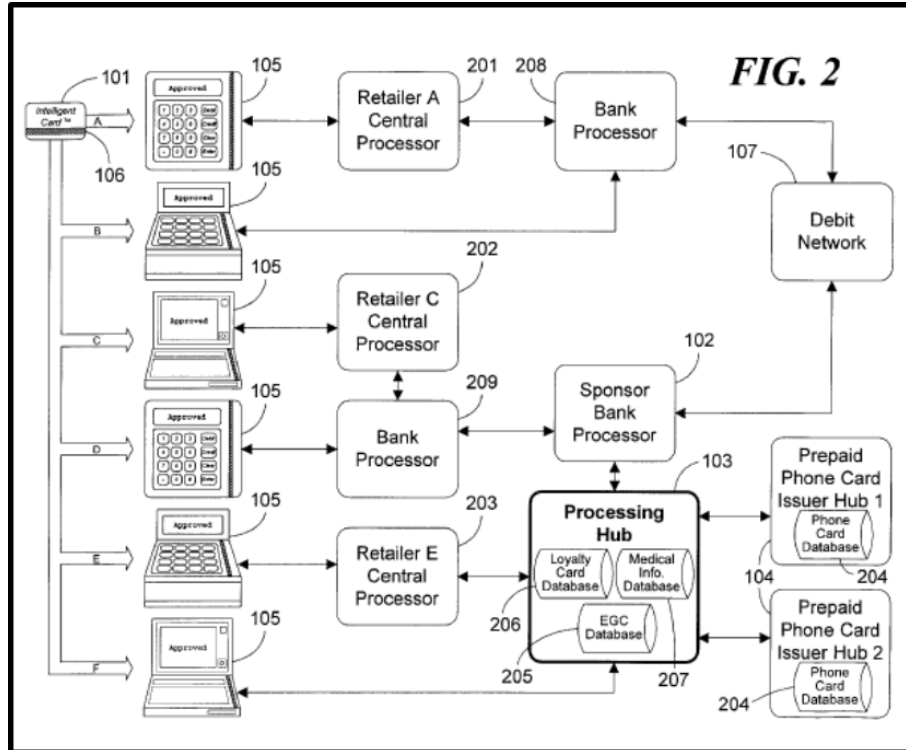 FIG. 2
101
Intelligent
Card™
106
A
B
C
D
E
F
105
Approved
105
Approved
105
Approved
105
Approved
105
Approved
105
Approved
201
Retailer A
Central
Processor
208
Bank
Processor
107
Debit
Network
202
Retailer C
Central
Processor
209
Bank
Processor
102
Sponsor
Bank
Processor
203
Retailer E
Central
Processor
103
Processing
Hub
Loyalty
Card
Database
206
Medical
Info.
Database
207
EGC
Database
205
Prepaid
Phone Card
Issuer Hub 1
Phone
Card
Database
204
104
Prepaid
Phone Card
Issuer Hub 2
Phone
Card
Database
204